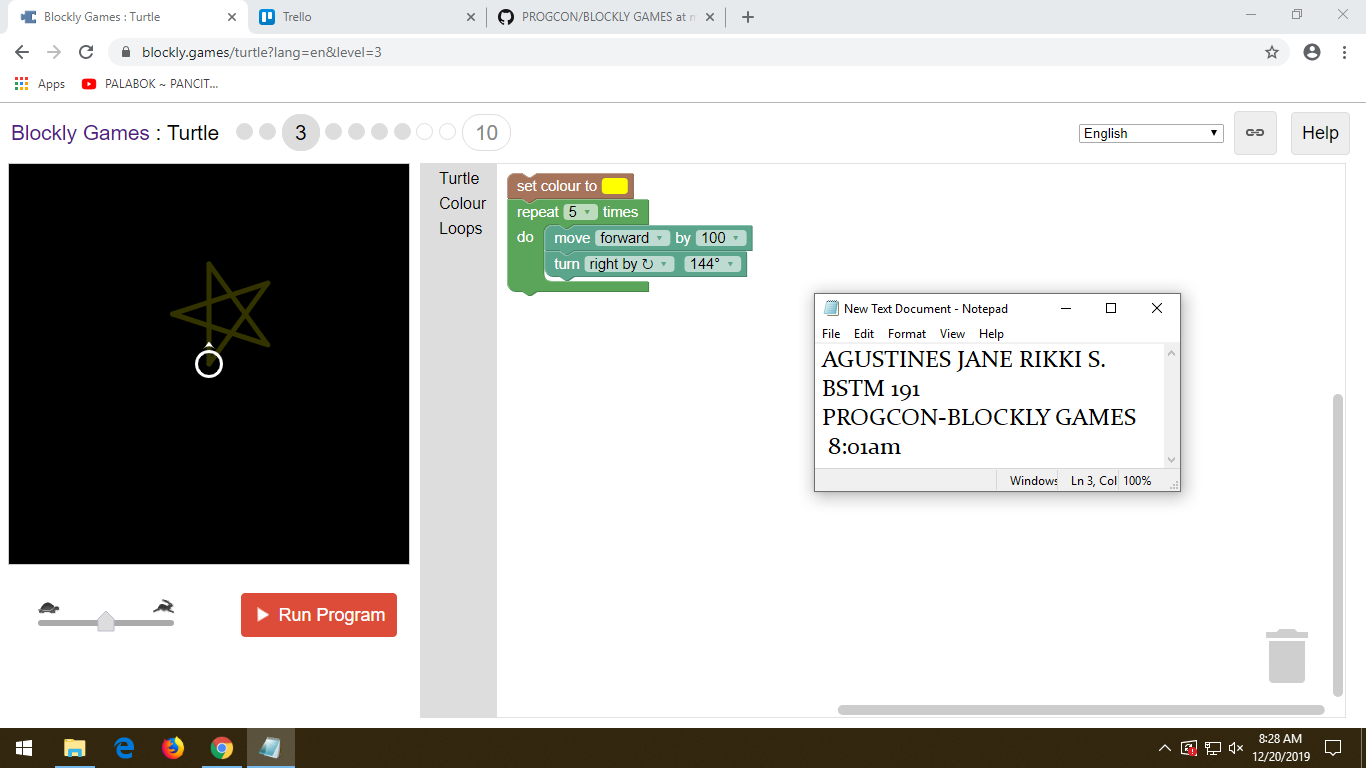 Blockly Games : Turtle
Trello
PROGCON/BLOCKLY GAMES at
blockly.games/turtle?lang=en&level=3
Apps
PALABOK ~ PANCIT...
Blockly Games : Turtle
3
10
English
Help
Turtle
Colour
Loops
set colour to
repeat 5 times
do
move forward by 100
turn right by ↻ 144°
Run Program
New Text Document - Notepad
File Edit Format View Help
AGUSTINES JANE RIKKI S.
BSTM 191
PROGCON-BLOCKLY GAMES
8:01am
Windows
Ln 3, Col
100%
8:28 AM
12/20/2019